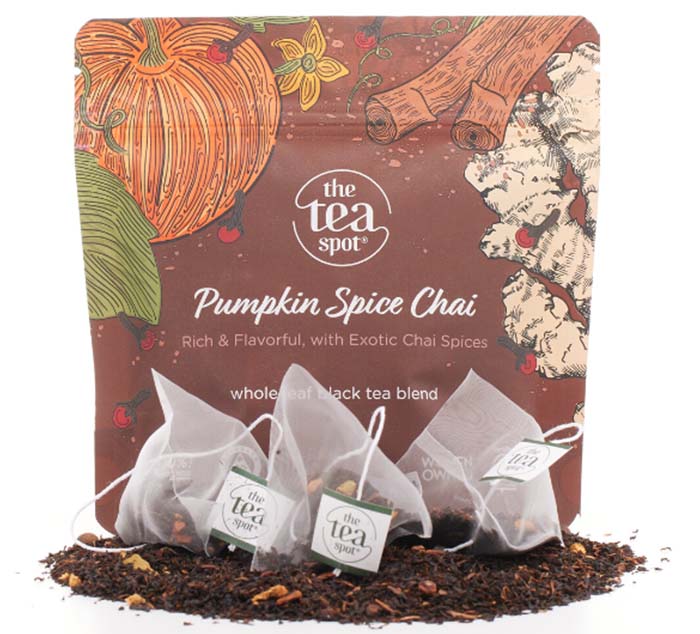 the
tea
spot®
Pumpkin Spice Chai
Rich & Flavorful, with Exotic Chai Spices
whole leaf black tea blend
the
tea
spot®
the
tea
spot®
the
tea
spot®